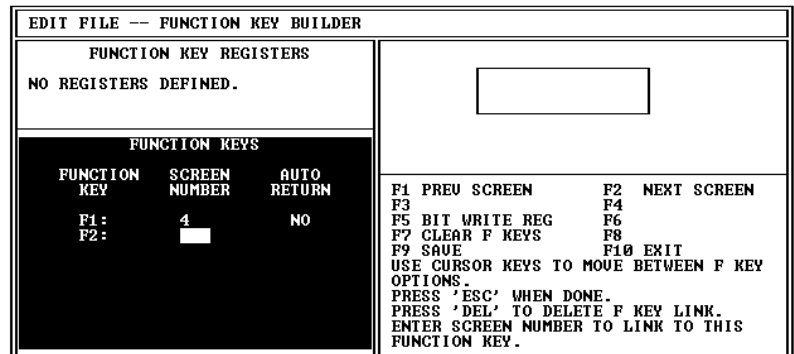 EDIT FILE -- FUNCTION KEY BUILDER
FUNCTION KEY REGISTERS
NO REGISTERS DEFINED.
FUNCTION KEYS
FUNCTION SCREEN AUTO
KEY NUMBER RETURN
F1: 4 NO
F2:
F1 PREV SCREEN F2 NEXT SCREEN
F3 F4
F5 BIT WRITE REG F6
F7 CLEAR F KEYS F8
F9 SAVE F10 EXIT
USE CURSOR KEYS TO MOVE BETWEEN F KEY
OPTIONS.
PRESS 'ESC' WHEN DONE.
PRESS 'DEL' TO DELETE F KEY LINK.
ENTER SCREEN NUMBER TO LINK TO THIS
FUNCTION KEY.